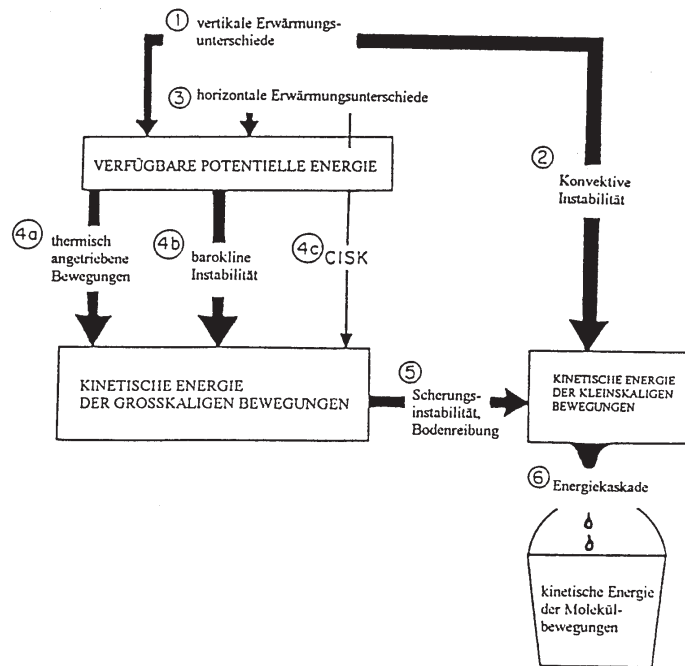 1 vertikale Erwärmungs-
unterschiede
3 horizontale Erwärmungsunterschiede
VERFÜGBARE POTENTIELLE ENERGIE
2
Konvektive
Instabilität
4a thermisch
angetriebene
Bewegungen
4b barokline
Instabilität
4c CISK
KINETISCHE ENERGIE
DER GROSSKALIGEN BEWEGUNGEN
5
Scherungs-
instabilität,
Bodenreibung
KINETISCHE ENERGIE
DER KLEINSKALIGEN
BEWEGUNGEN
6 Energiekaskade
kinetische Energie
der Molekül-
bewegungen